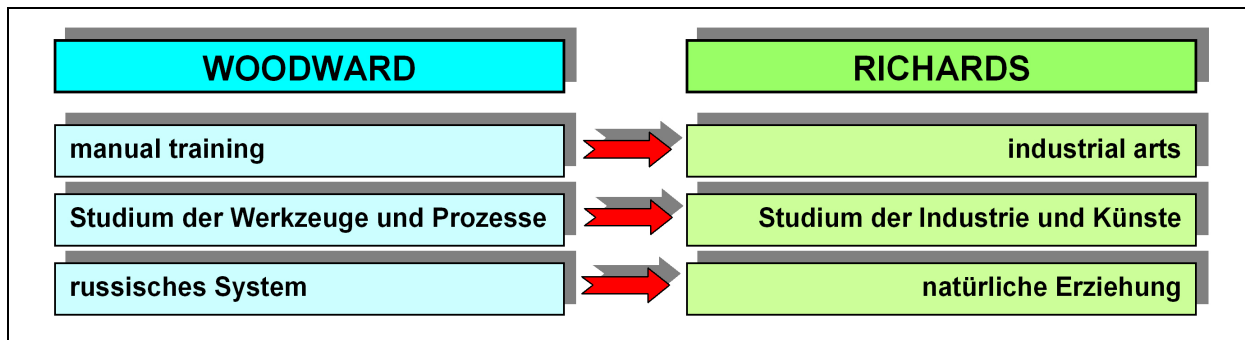 WOODWARD RICHARDS
manual training industrial arts
Studium der Werkzeuge und Prozesse Studium der Industrie und Künste
russisches System natürliche Erziehung